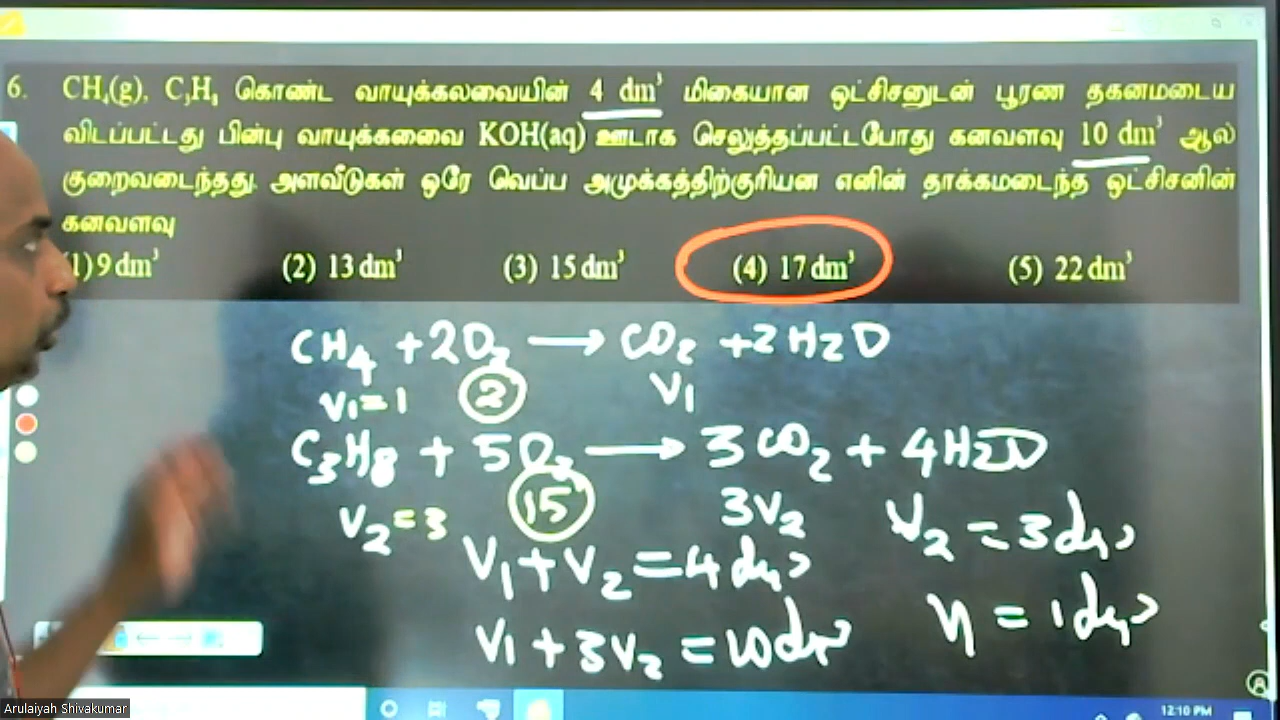 6. CH₄(g), C₃H₈ கொண்ட வாயுக்கலவையின் 4 dm³ மிகையான ஒட்சிசனுடன் பூரண தகனமடைய
விடப்பட்டது பின்பு வாயுக்கனவை KOH(aq) ஊடாக செலுத்தப்பட்டபோது கனவளவு 10 dm³ ஆல்
குறைவடைந்தது. அளவீடுகள் ஒரே வெப்ப அமுக்கத்திற்குரியன எனின் தாக்கமடைந்த ஒட்சிசனின்
கனவளவு
1) 9 dm³ (2) 13 dm³ (3) 15 dm³ (4) 17 dm³ (5) 22 dm³
CH₄ + 2O₂ → CO₂ + 2H₂O
V₁ = 1 2 V₁
C₃H₈ + 5O₂ → 3CO₂ + 4H₂O
V₂ = 3 15 3V₂ V₂ = 3dm³
V₁ + V₂ = 4dm³
V₁ + 3V₂ = 10dm³ V₁ = 1dm³
Arulaiyah Shivakumar
12:10 PM